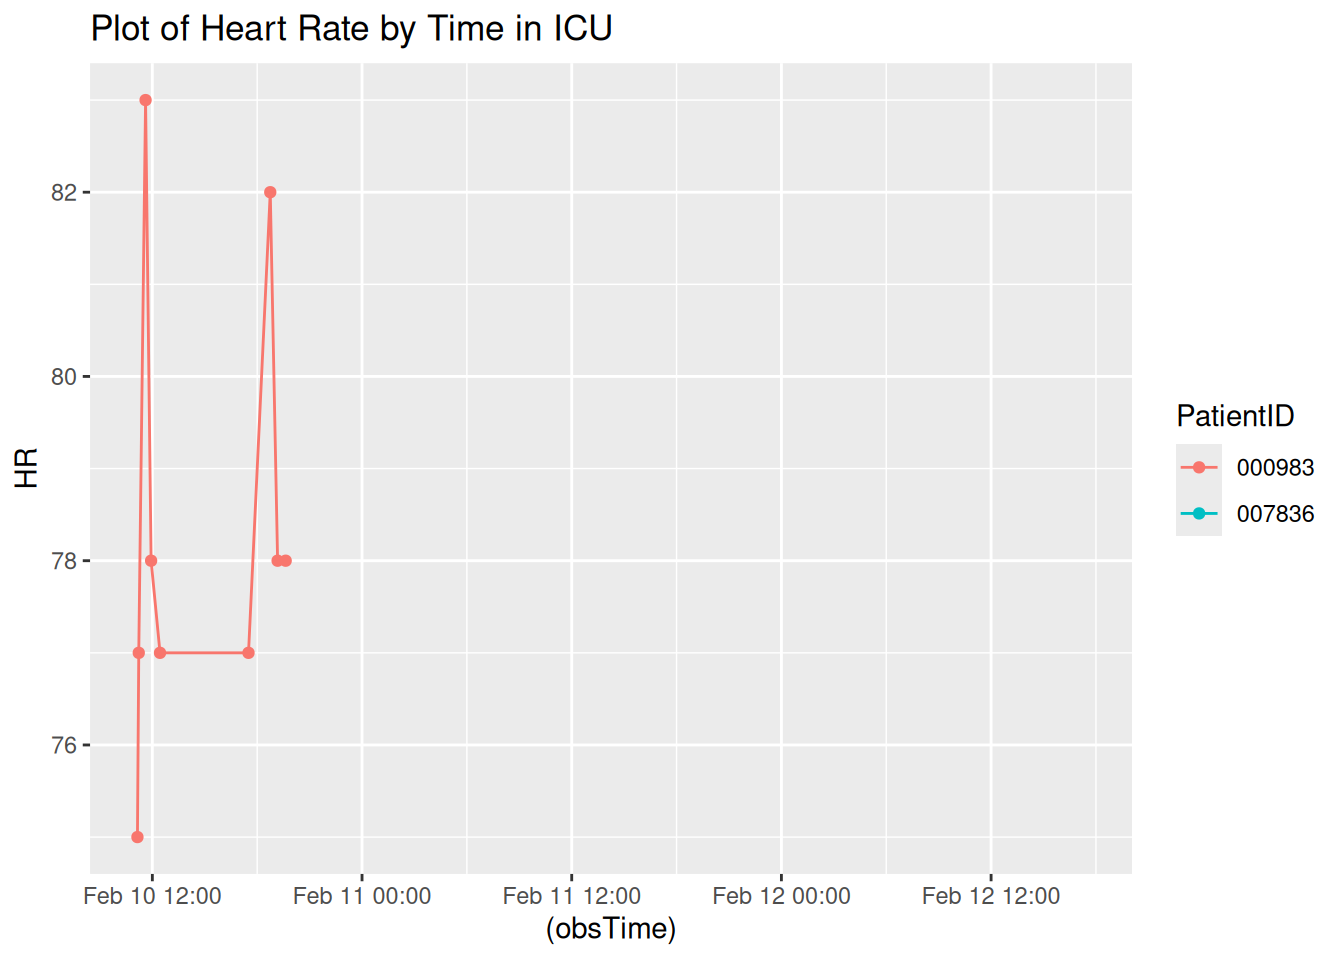 Plot of Heart Rate by Time in ICU
82
80
78
76
HR
Feb 10 12:00
Feb 11 00:00
Feb 11 12:00
Feb 12 00:00
Feb 12 12:00
(obsTime)
PatientID
000983
007836